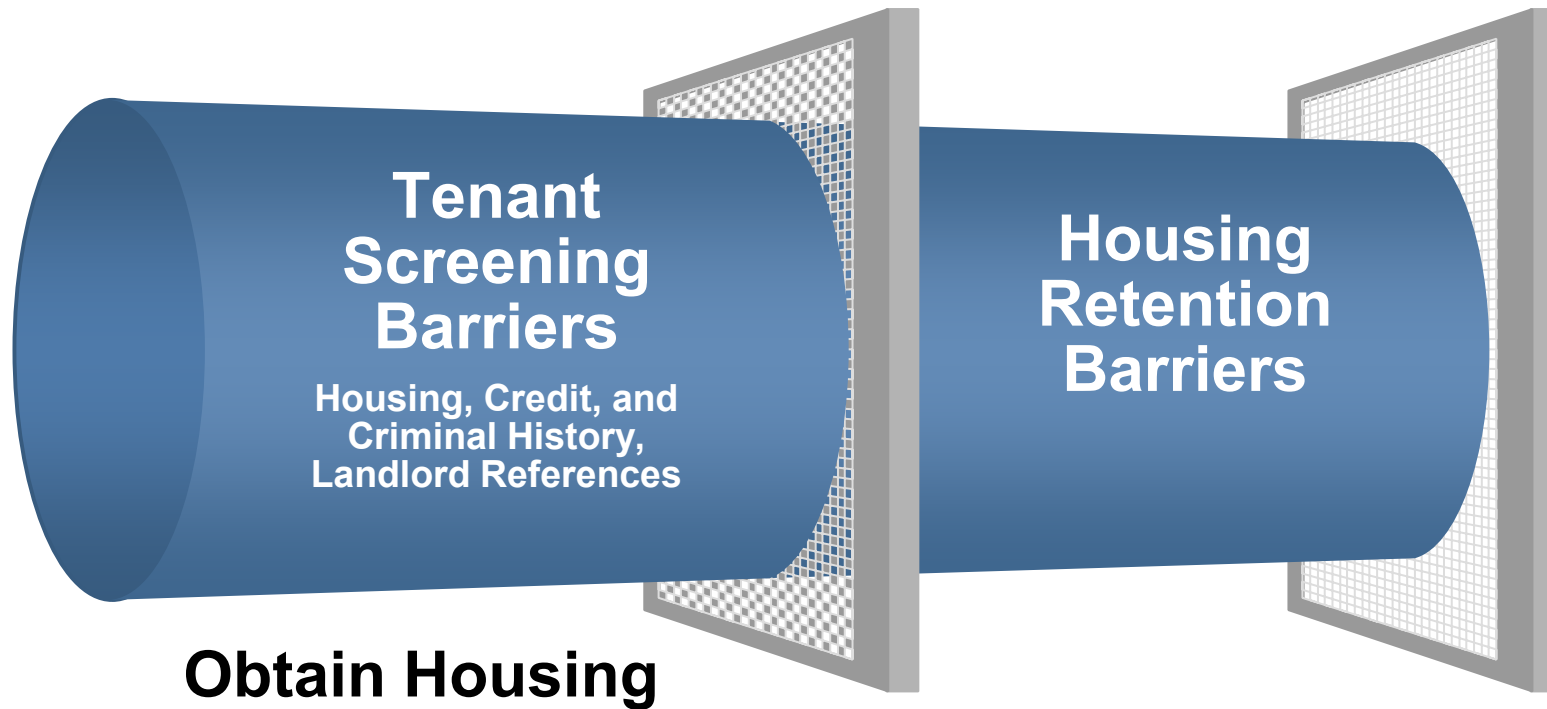 Tenant
Screening
Barriers
Housing, Credit, and
Criminal History,
Landlord References
Housing
Retention
Barriers
Obtain Housing